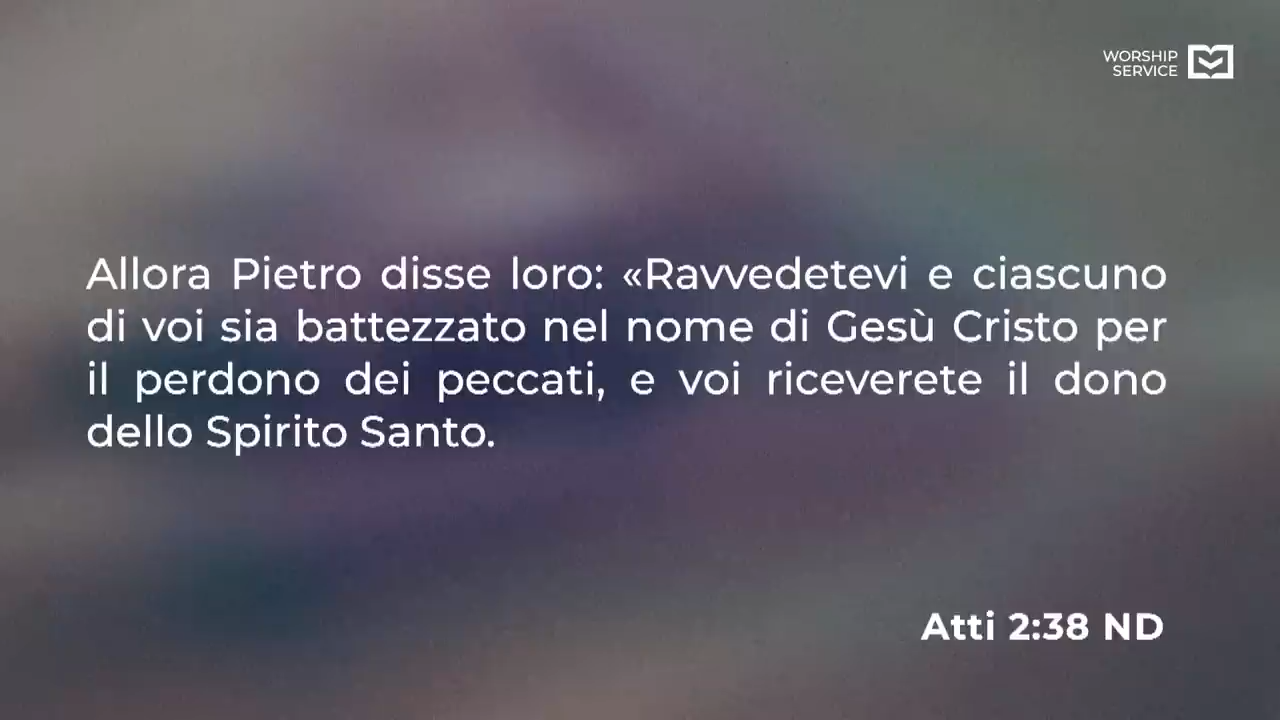 WORSHIP
SERVICE
Allora Pietro disse loro: «Ravvedetevi e ciascuno
di voi sia battezzato nel nome di Gesù Cristo per
il perdono dei peccati, e voi riceverete il dono
dello Spirito Santo.
Atti 2:38 ND